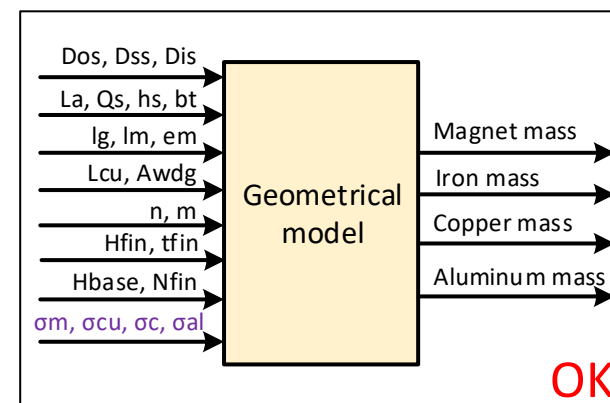 Dos, Dss, Dis
La, Qs, hs, bt
lg, lm, em
Lcu, Awdg
n, m
Hfin, tfin
Hbase, Nfin
σm, σcu, σc, σal
Geometrical
model
Magnet mass
Iron mass
Copper mass
Aluminum mass
OK